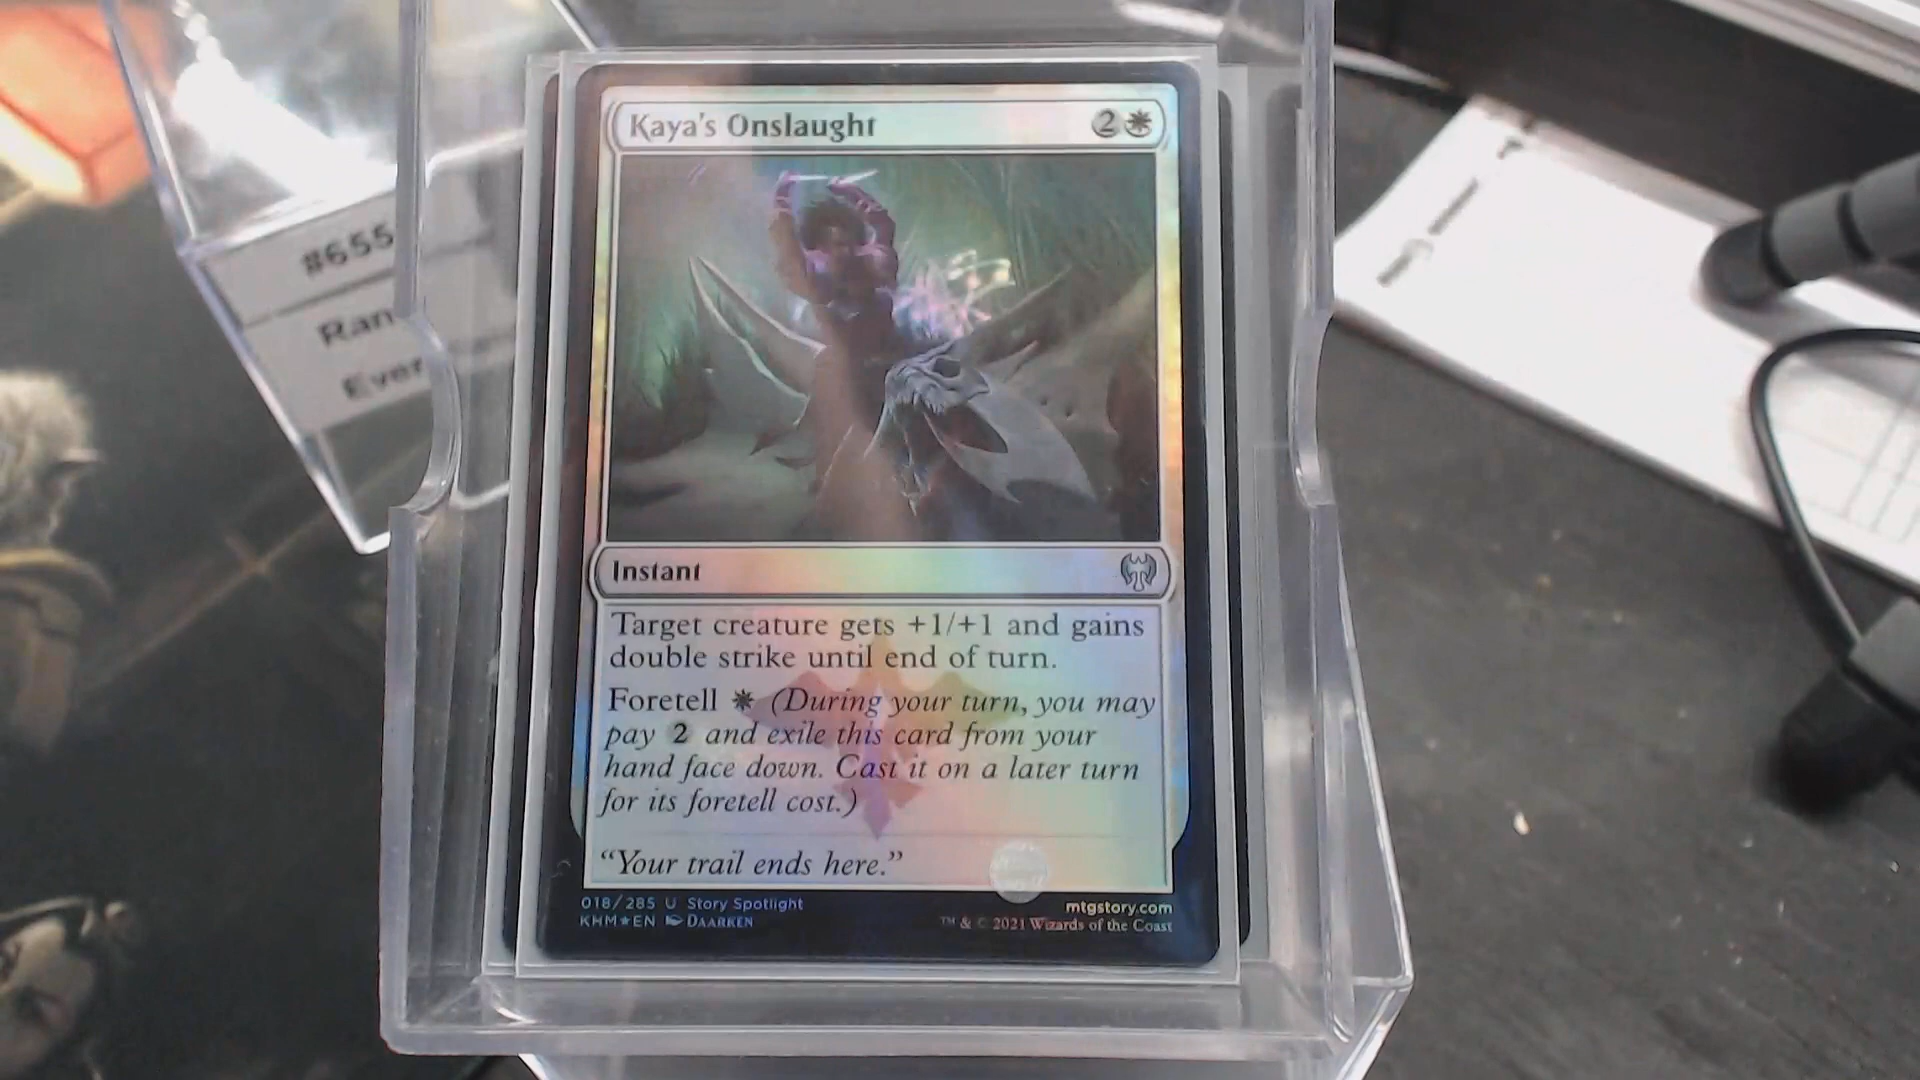 #655
Ran
Ever
Kaya's Onslaught 2
Instant
Target creature gets +1/+1 and gains
double strike until end of turn.
Foretell (During your turn, you may
pay 2 and exile this card from your
hand face down. Cast it on a later turn
for its foretell cost.)
“Your trail ends here.”
018/285 U Story Spotlight
KHM★EN DAARKEN
mtgstory.com
™ & © 2021 Wizards of the Coast